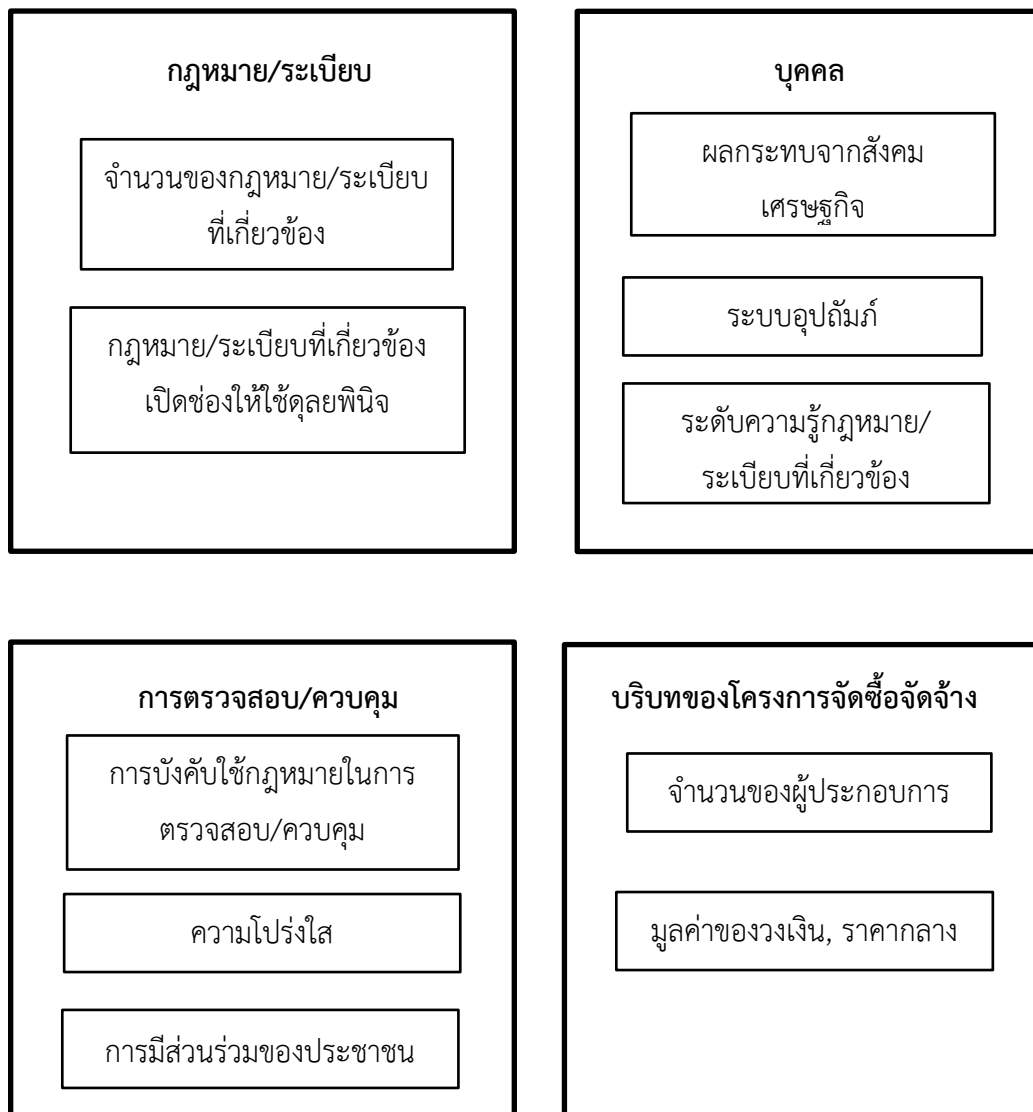 กฎหมาย/ระเบียบ
จำนวนของกฎหมาย/ระเบียบ
ที่เกี่ยวข้อง
กฎหมาย/ระเบียบที่เกี่ยวข้อง
เปิดช่องให้ใช้ดุลยพินิจ
บุคคล
ผลกระทบจากสังคม
เศรษฐกิจ
ระบบอุปถัมภ์
ระดับความรู้กฎหมาย/
ระเบียบที่เกี่ยวข้อง
การตรวจสอบ/ควบคุม
การบังคับใช้กฎหมายในการ
ตรวจสอบ/ควบคุม
ความโปร่งใส
การมีส่วนร่วมของประชาชน
บริบทของโครงการจัดซื้อจัดจ้าง
จำนวนของผู้ประกอบการ
มูลค่าของวงเงิน, ราคากลาง